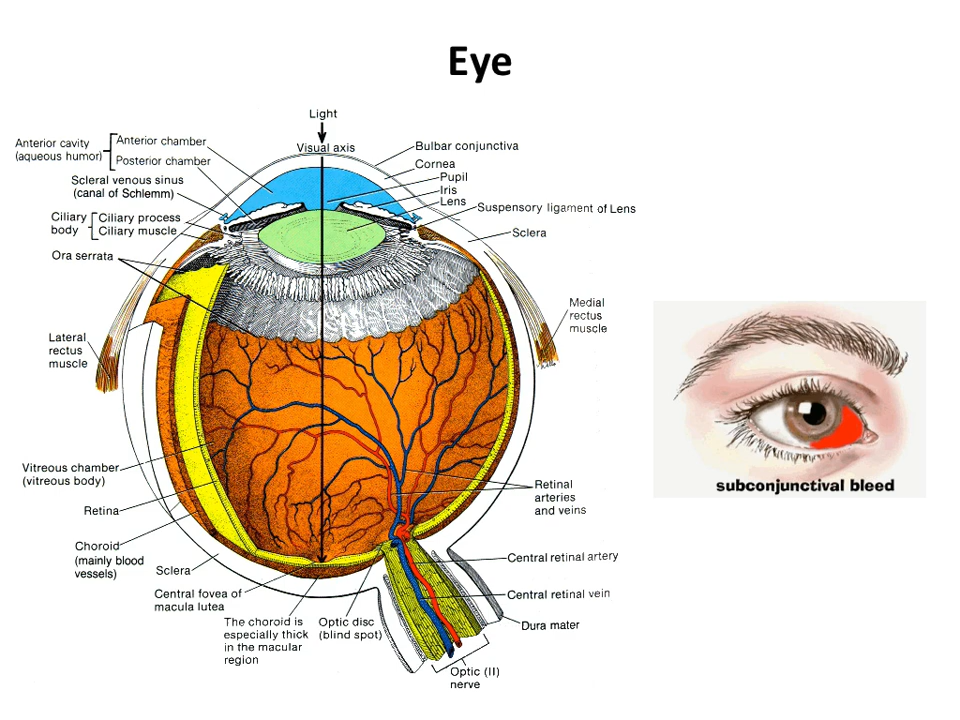 Eye
Light
Visual axis
Anterior cavity
(aqueous humor)
Anterior chamber
Posterior chamber
Scleral venous sinus
(canal of Schlemm)
Ciliary
body
Ciliary process
Ciliary muscle
Ora serrata
Bulbar conjunctiva
Cornea
Pupil
Iris
Lens
Suspensory ligament of Lens
Sclera
Medial
rectus
muscle
Lateral
rectus
muscle
subconjunctival bleed
Vitreous chamber
(vitreous body)
Retina
Choroid
(mainly blood
vessels)
Sclera
Central fovea of
macula lutea
The choroid is
especially thick
in the macular
region
Optic disc
(blind spot)
Retinal
arteries
and veins
Central retinal artery
Central retinal vein
Dura mater
Optic (II)
nerve